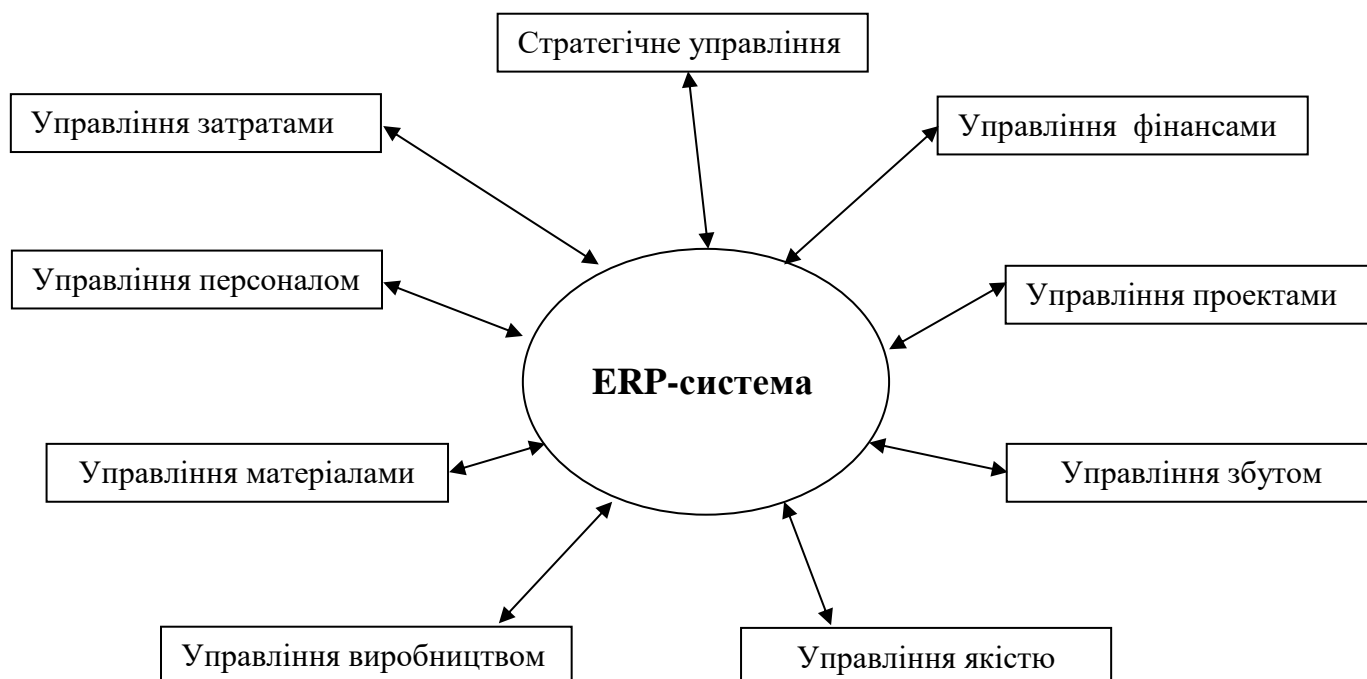 Стратегічне управління
Управління затратами
Управління фінансами
Управління персоналом
Управління проектами
ERP-система
Управління матеріалами
Управління збутом
Управління виробництвом
Управління якістю